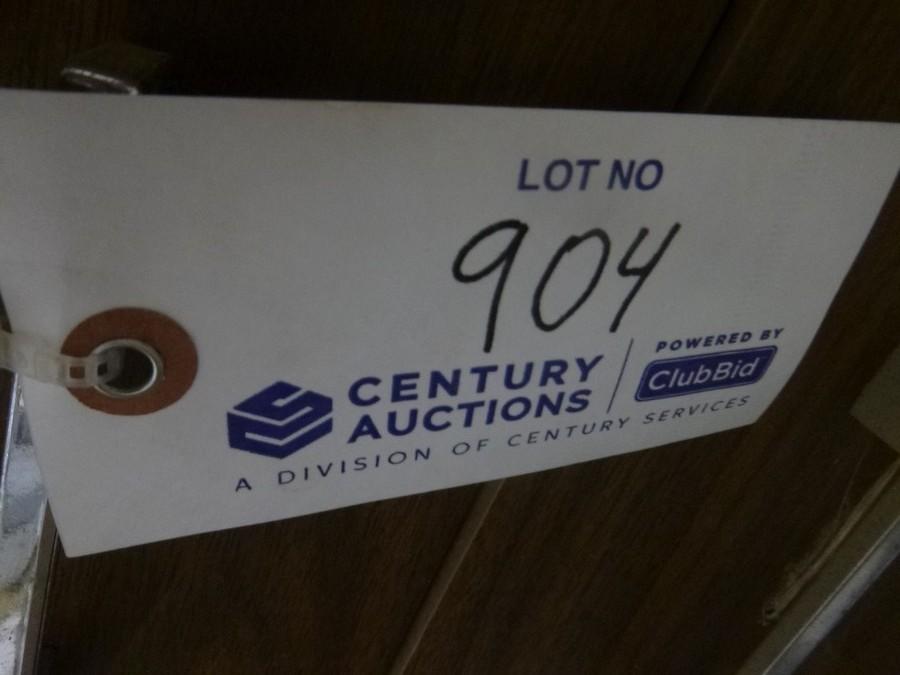 LOT NO
904
CENTURY
AUCTIONS
POWERED BY
ClubBid
A DIVISION OF CENTURY SERVICES